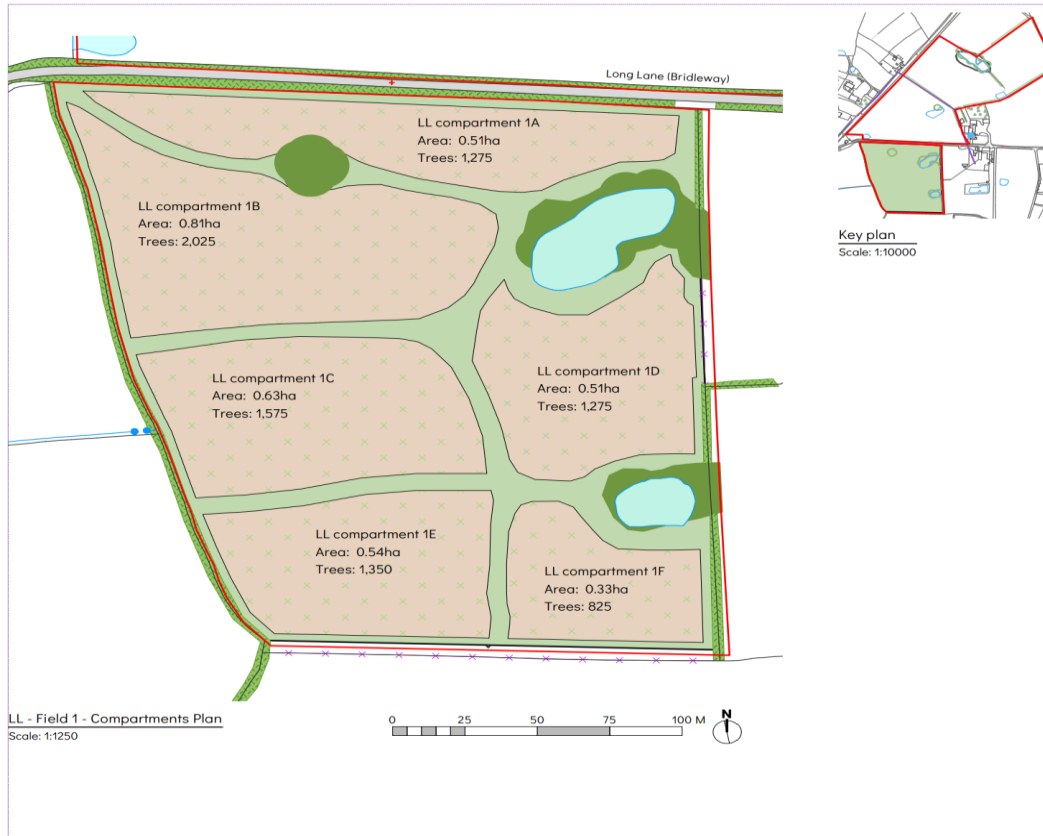 Long Lane (Bridleway)
LL compartment 1A
Area: 0.51ha
Trees: 1,275
LL compartment 1B
Area: 0.81ha
Trees: 2,025
Key plan
Scale: 1:10000
LL compartment 1C
Area: 0.63ha
Trees: 1,575
LL compartment 1D
Area: 0.51ha
Trees: 1,275
LL compartment 1E
Area: 0.54ha
Trees: 1,350
LL compartment 1F
Area: 0.33ha
Trees: 825
LL - Field 1 - Compartments Plan
Scale: 1:1250
0 25 50 75 100 M
N